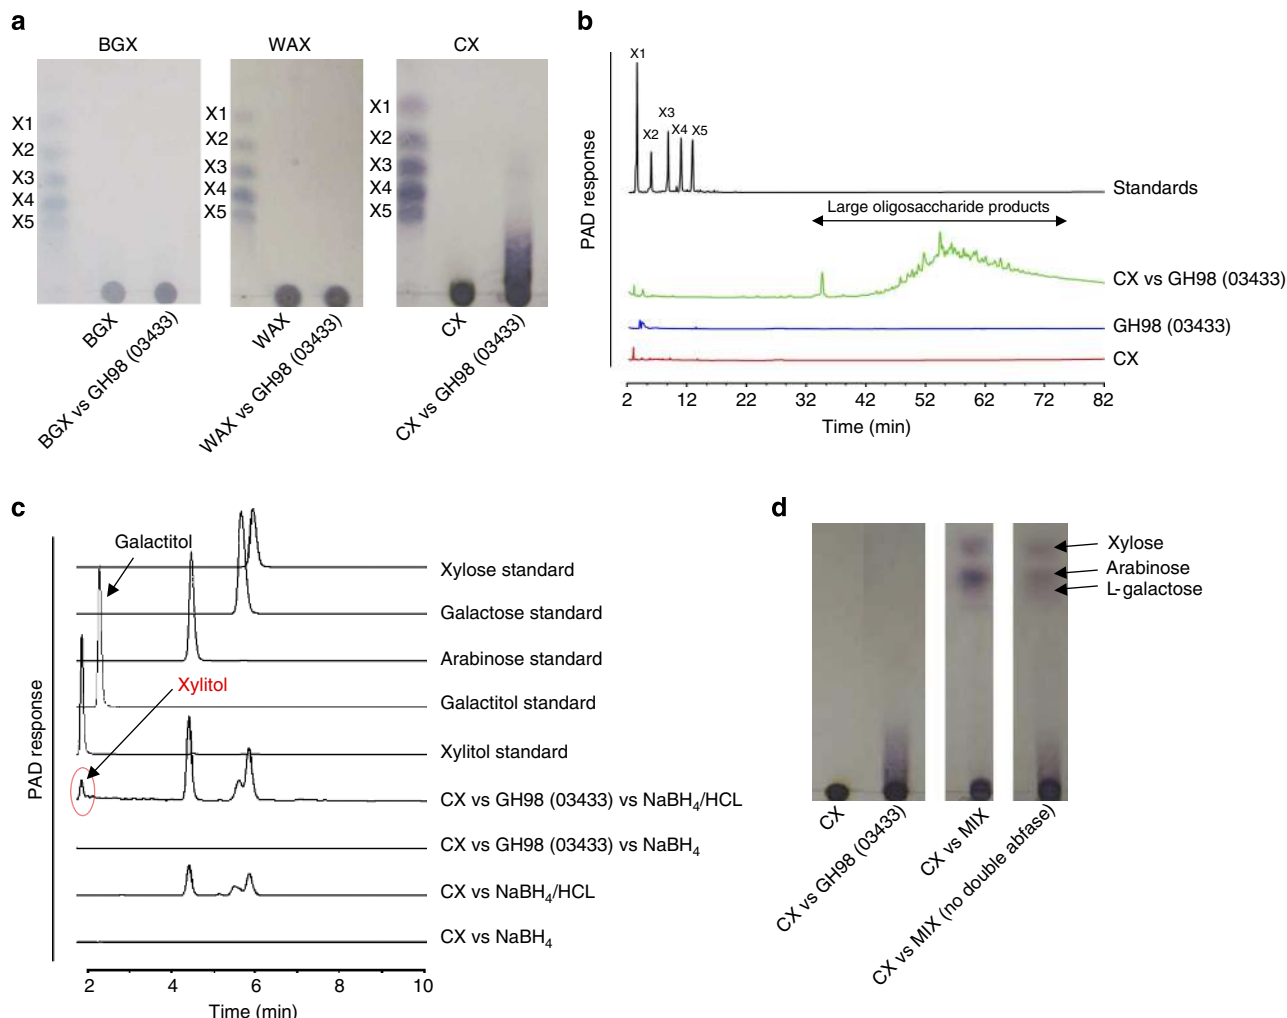 a
BGX
WAX
CX
X1
X2
X3
X4
X5
X1
X2
X3
X4
X5
X1
X2
X3
X4
X5
BGX
BGX vs GH98 (03433)
WAX
WAX vs GH98 (03433)
CX
CX vs GH98 (03433)
b
PAD response
X1
X2
X3
X4
X5
Standards
Large oligosaccharide products
CX vs GH98 (03433)
GH98 (03433)
CX
2 12 22 32 42 52 62 72 82
Time (min)
c
PAD response
Galactitol
Xylitol
Xylose standard
Galactose standard
Arabinose standard
Galactitol standard
Xylitol standard
CX vs GH98 (03433) vs NaBH4/HCL
CX vs GH98 (03433) vs NaBH4
CX vs NaBH4/HCL
CX vs NaBH4
2 4 6 8 10
Time (min)
d
Xylose
Arabinose
L-galactose
CX
CX vs GH98 (03433)
CX vs MIX
CX vs MIX (no double abfase)